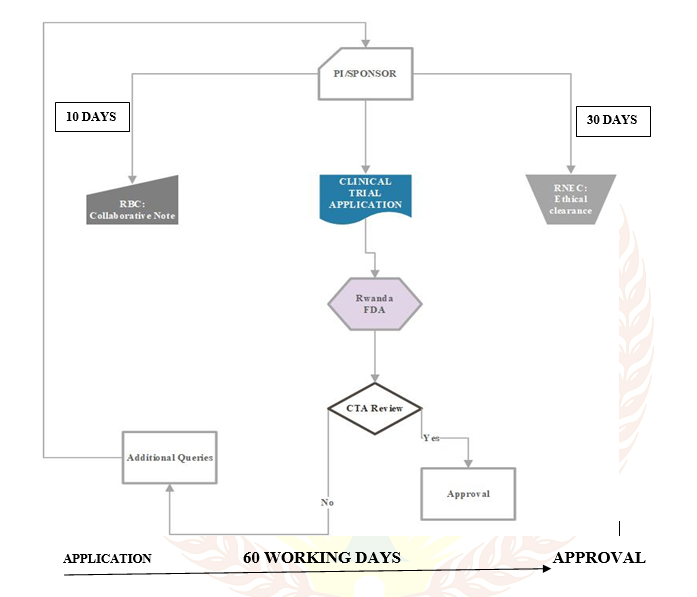 PI/SPONSOR
10 DAYS
30 DAYS
RBC:
Collaborative Note
CLINICAL
TRIAL
APPLICATION
RNEC:
Ethical
clearance
Rwanda
FDA
CTA Review
Yes
Additional Queries
Approval
No
APPLICATION 60 WORKING DAYS APPROVAL